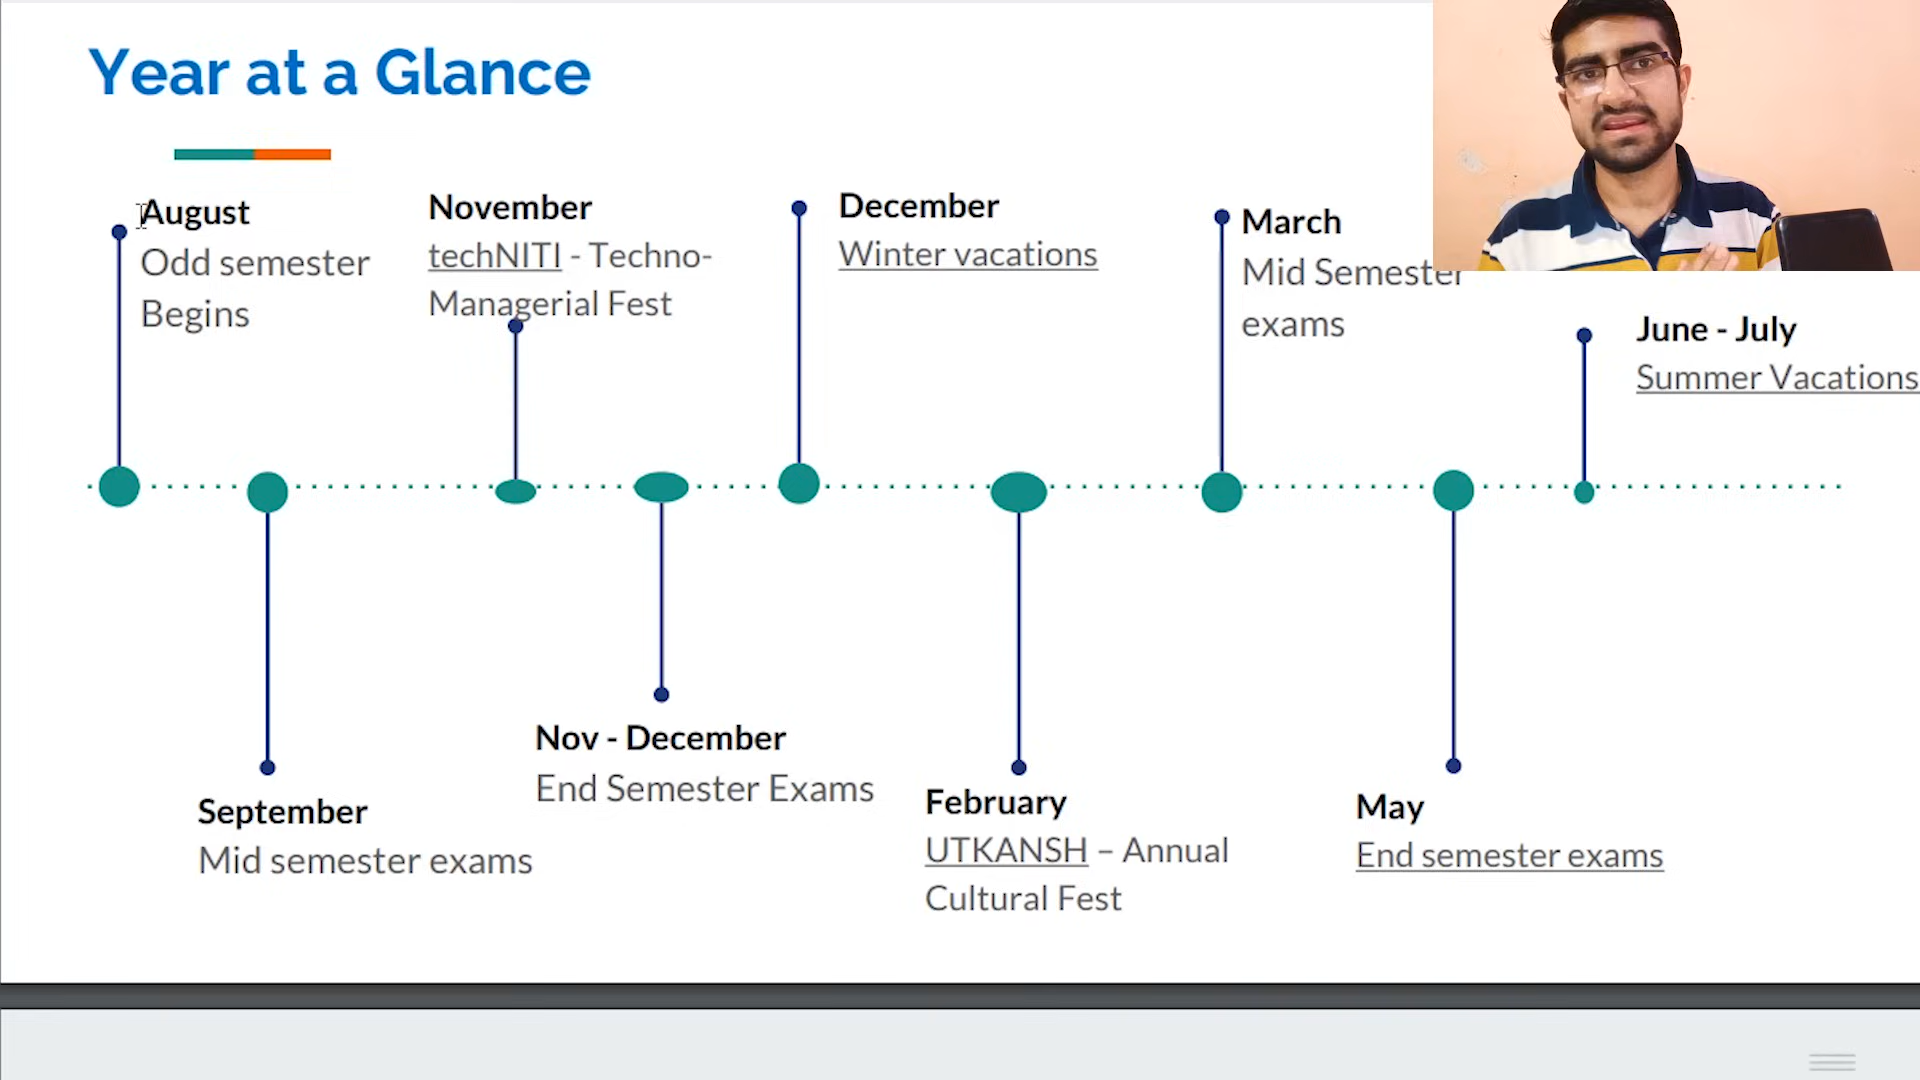 Year at a Glance
August
Odd semester
Begins
November
techNITI - Techno-
Managerial Fest
December
Winter vacations
March
Mid Semester
exams
June - July
Summer Vacations
September
Mid semester exams
Nov - December
End Semester Exams
February
UTKANSH – Annual
Cultural Fest
May
End semester exams